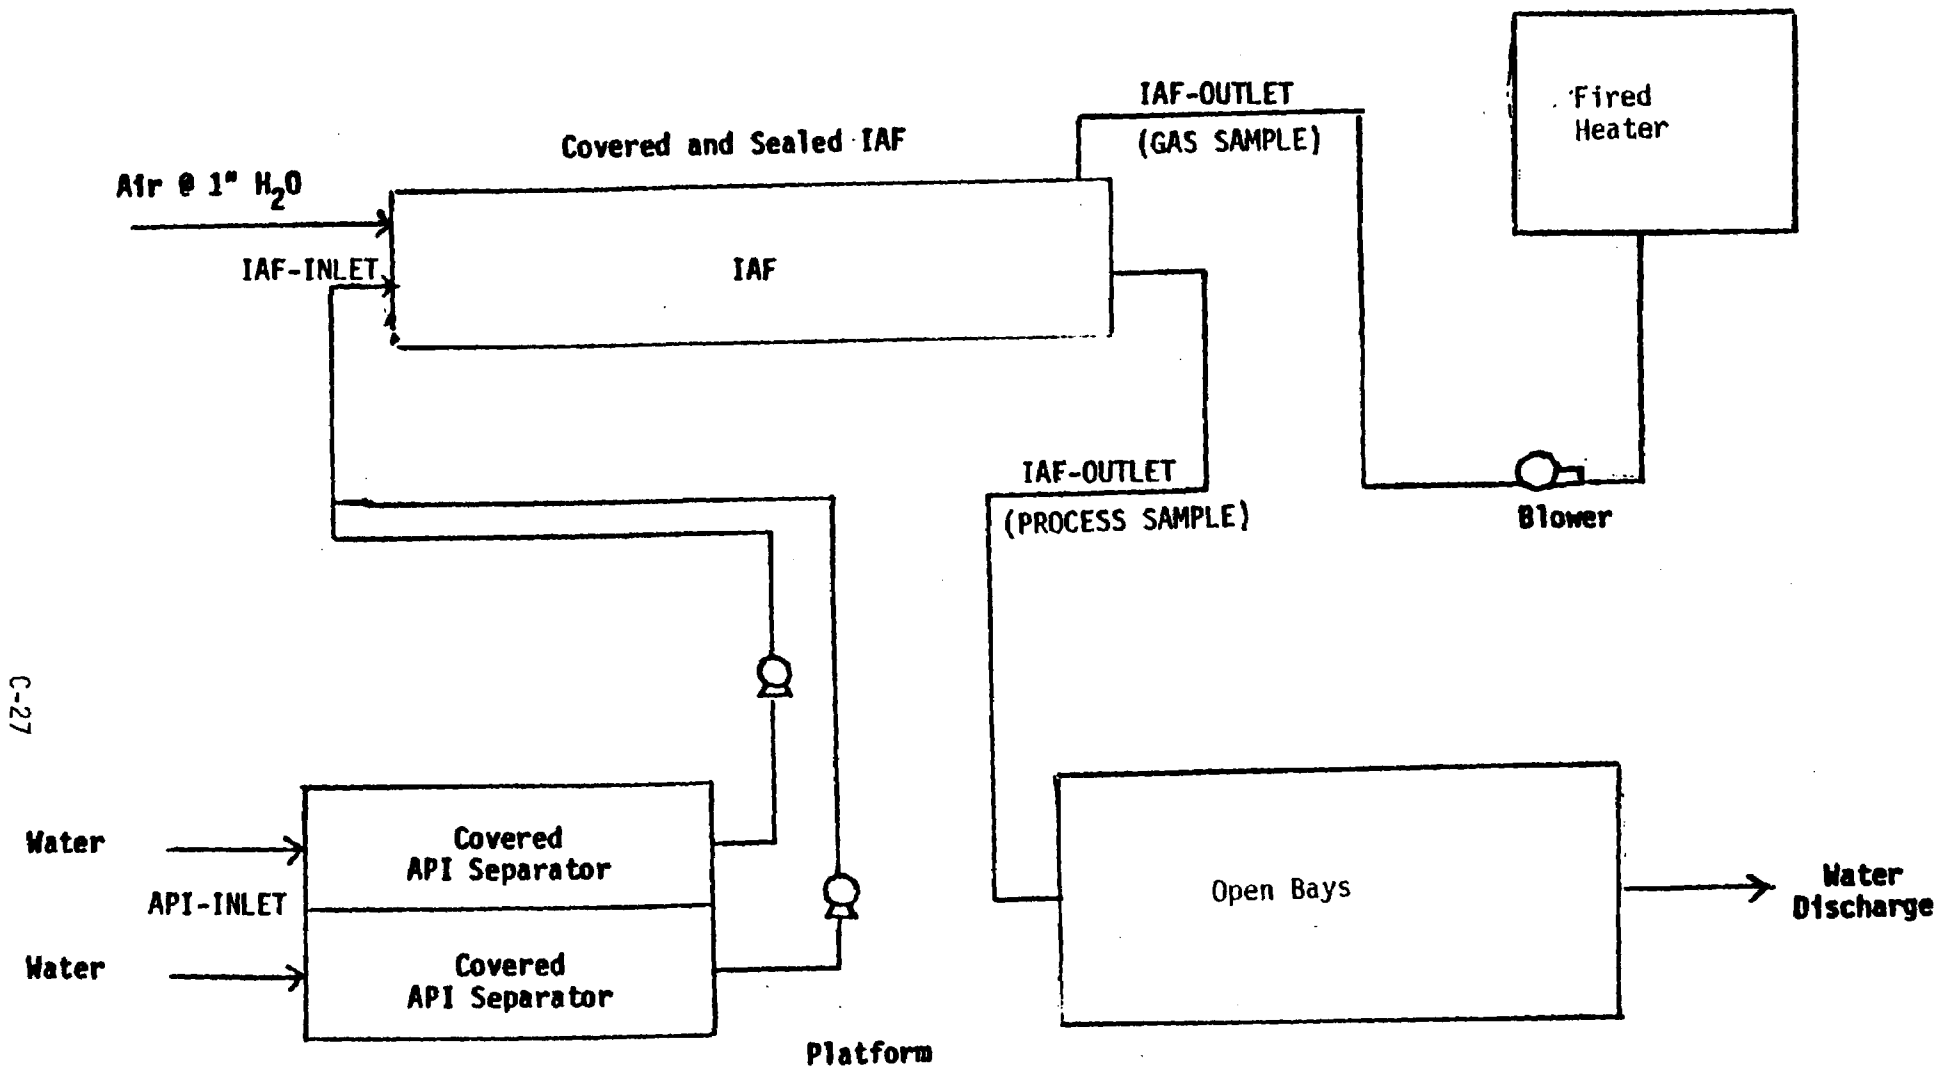 IAF-OUTLET
(GAS SAMPLE)
Fired
Heater
Covered and Sealed IAF
Air @ 1" H2O
IAF-INLET
IAF
IAF-OUTLET
(PROCESS SAMPLE)
Blower
C-27
Water
Covered
API Separator
API-INLET
Water
Covered
API Separator
Open Bays
Water
Discharge
Platform